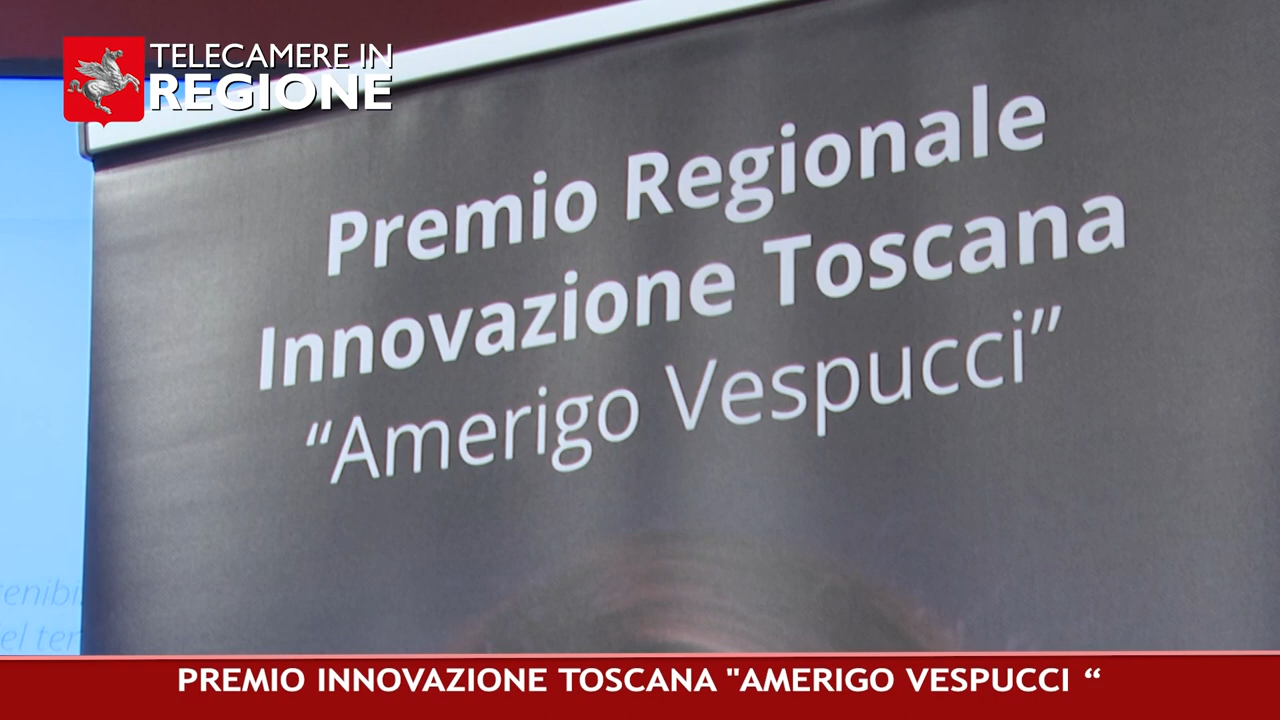 TELECAMERE IN
REGIONE
Premio Regionale
Innovazione Toscana
“Amerigo Vespucci”
PREMIO INNOVAZIONE TOSCANA "AMERIGO VESPUCCI “